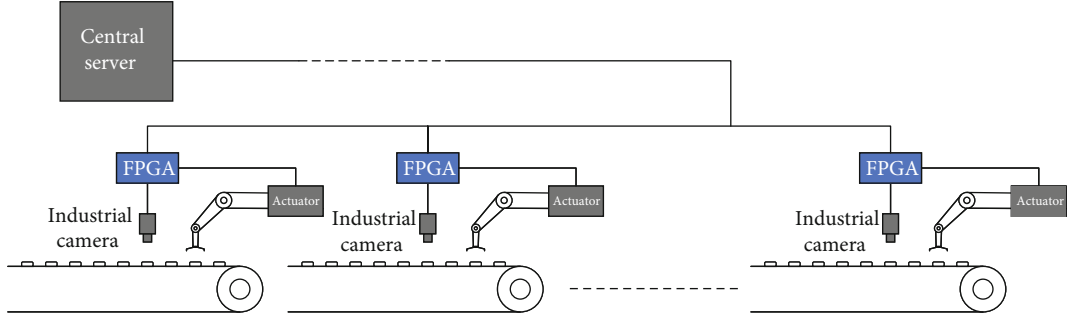 Central
server
FPGA
FPGA
FPGA
Actuator
Actuator
Actuator
Industrial
camera
Industrial
camera
Industrial
camera